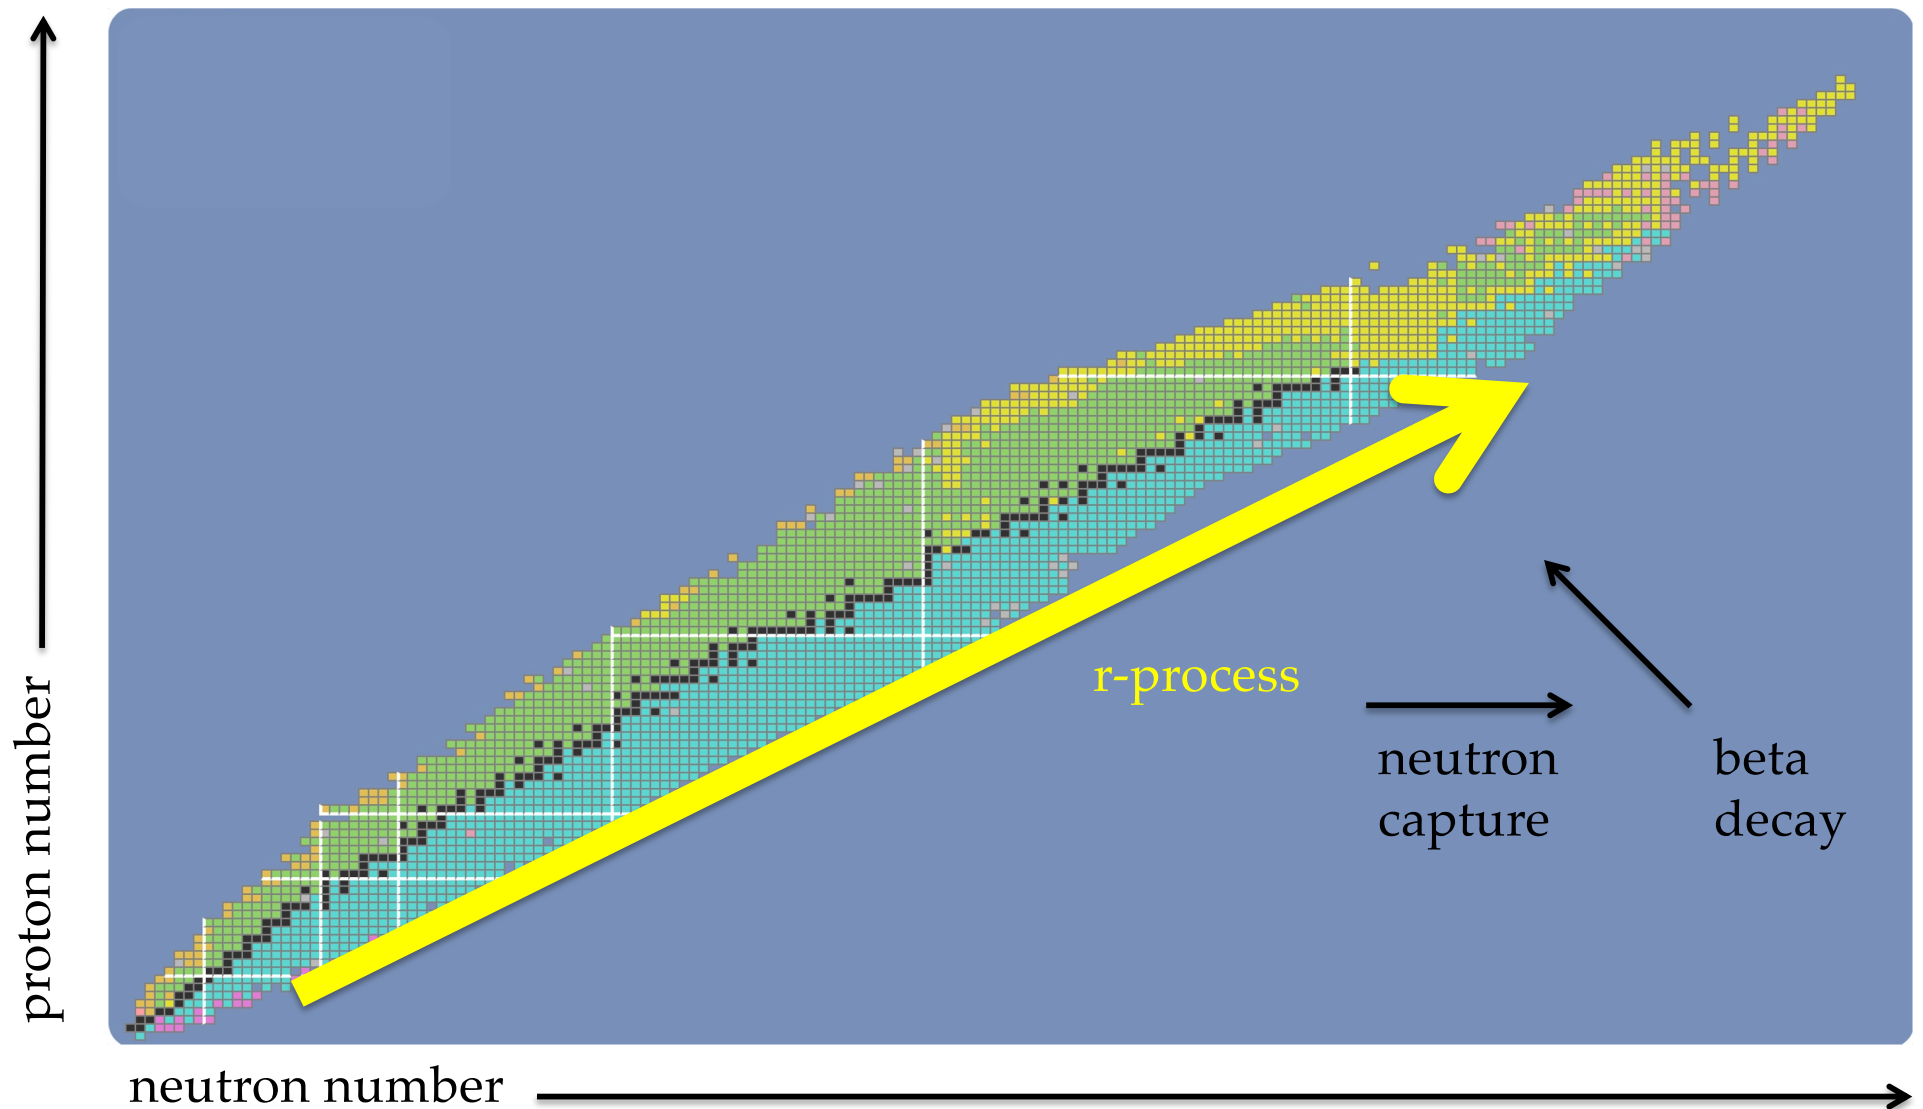 proton number
r-process
neutron
capture
beta
decay
neutron number